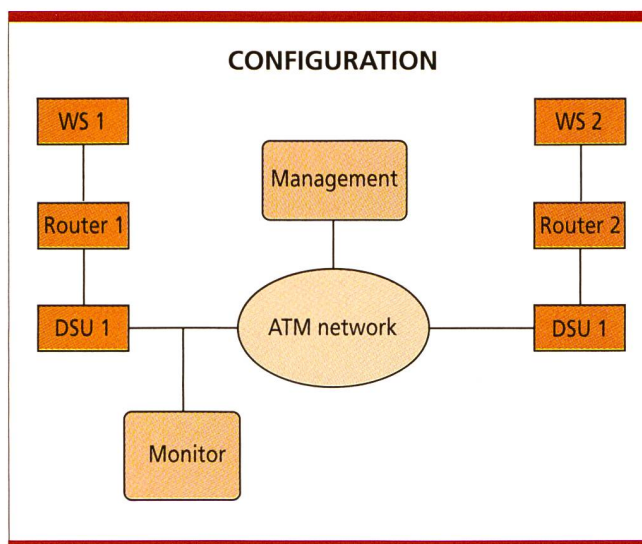 CONFIGURATION
WS 1
WS 2
Management
Router 1
Router 2
DSU 1
ATM network
DSU 1
Monitor